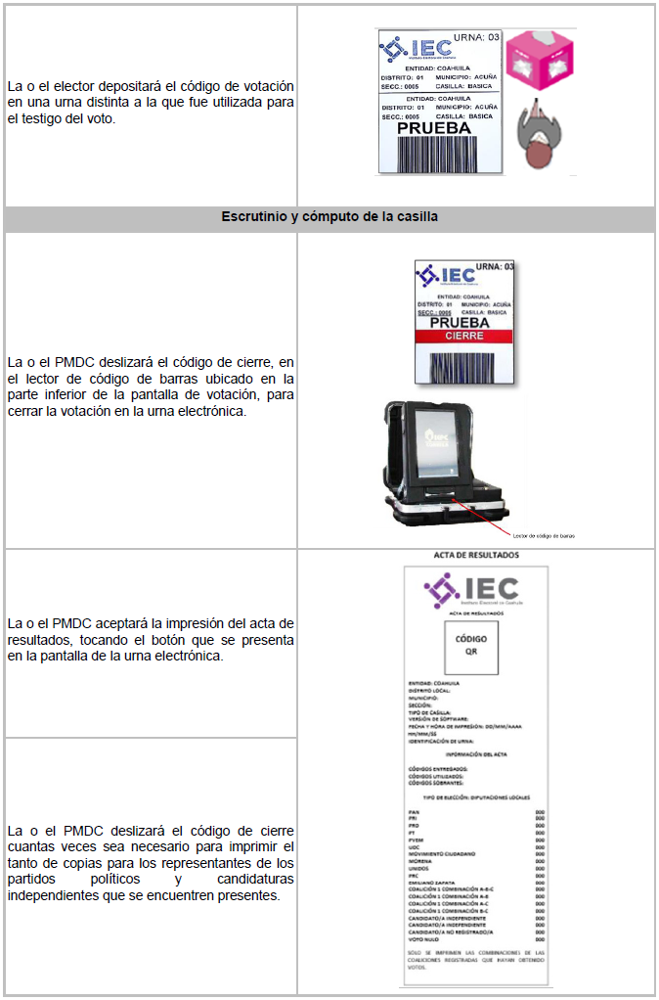 La o el elector depositará el código de votación
en una urna distinta a la que fue utilizada para
el testigo del voto.
URNA: 03
IEC
Instituto Electoral de Coahuila
ENTIDAD: COAHUILA
DISTRITO: 01 MUNICIPIO: ACUÑA
SECC.: 0005 CASILLA: BASICA
ENTIDAD: COAHUILA
DISTRITO: 01 MUNICIPIO: ACUÑA
SECC.: 0005 CASILLA: BASICA
PRUEBA
Escrutinio y cómputo de la casilla
La o el PMDC deslizará el código de cierre, en
el lector de código de barras ubicado en la
parte inferior de la pantalla de votación, para
cerrar la votación en la urna electrónica.
URNA: 03
IEC
ENTIDAD: COAHUILA
DISTRITO: 01 MUNICIPIO: ACUÑA
SECC.: 0005 CASILLA: BASICA
PRUEBA
CIERRE
Lector de código de barras
La o el PMDC aceptará la impresión del acta de
resultados, tocando el botón que se presenta
en la pantalla de la urna electrónica.
La o el PMDC deslizará el código de cierre
cuantas veces sea necesario para imprimir el
tanto de copias para los representantes de los
partidos políticos y candidaturas
independientes que se encuentren presentes.
ACTA DE RESULTADOS
IEC
Instituto Electoral de Coahuila
ACTA DE RESULTADOS
CÓDIGO
QR
ENTIDAD: COAHUILA
DISTRITO LOCAL:
MUNICIPIO:
SECCIÓN:
TIPO DE CASILLA:
VERSIÓN DE SOFTWARE:
FECHA Y HORA DE IMPRESIÓN: DD/MM/AAAA
HH/MM/SS
IDENTIFICACIÓN DE URNA:
INFORMACIÓN DEL ACTA
CÓDIGOS ENTREGADOS:
CÓDIGOS UTILIZADOS:
CÓDIGOS SOBRANTES:
TIPO DE ELECCIÓN: DIPUTACIONES LOCALES
PAN 000
PRI 000
PRD 000
PT 000
PVEM 000
UDC 000
MOVIMIENTO CIUDADANO 000
MORENA 000
UNIDOS 000
PRC 000
EMILIANO ZAPATA 000
COALICIÓN 1 COMBINACIÓN A-B-C 000
COALICIÓN 1 COMBINACIÓN A-B 000
COALICIÓN 1 COMBINACIÓN A-C 000
COALICIÓN 1 COMBINACIÓN B-C 000
CANDIDATO/A INDEPENDIENTE 000
CANDIDATO/A INDEPENDIENTE 000
CANDIDATO/A NO REGISTRADO/A 000
VOTO NULO 000
SÓLO SE IMPRIMEN LAS COMBINACIONES DE LAS
COALICIONES REGISTRADAS QUE HAYAN OBTENIDO
VOTOS.